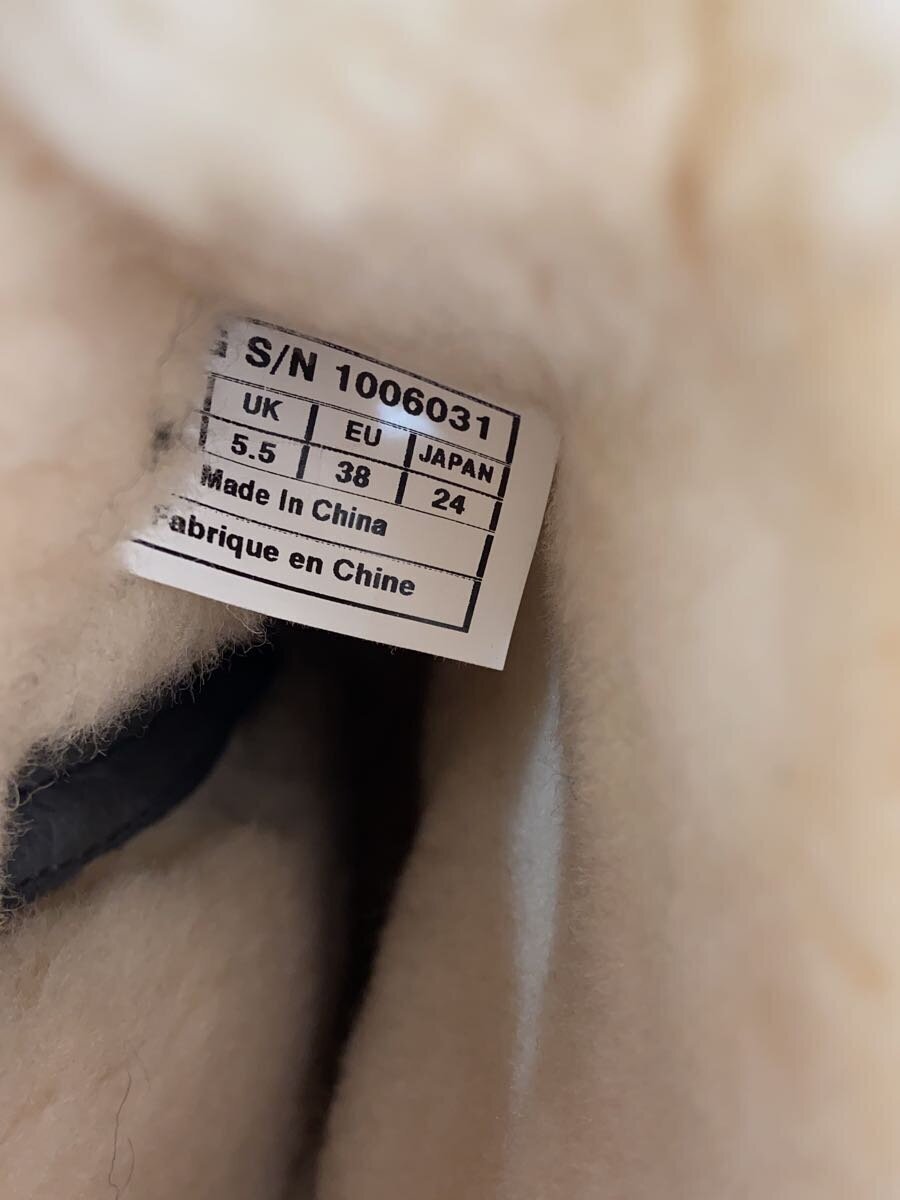 S/N 1006031
UK EU JAPAN
5.5 38 24
Made In China
Fabrique en Chine